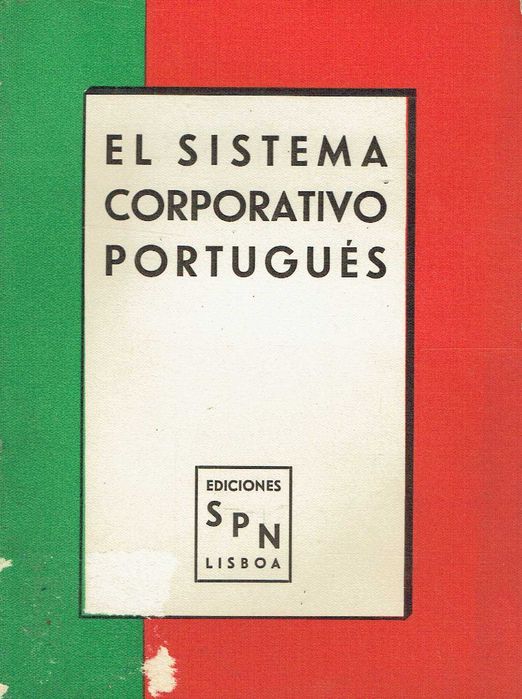 EL SISTEMA
CORPORATIVO
PORTUGUÉS
EDICIONES
SPN
LISBOA